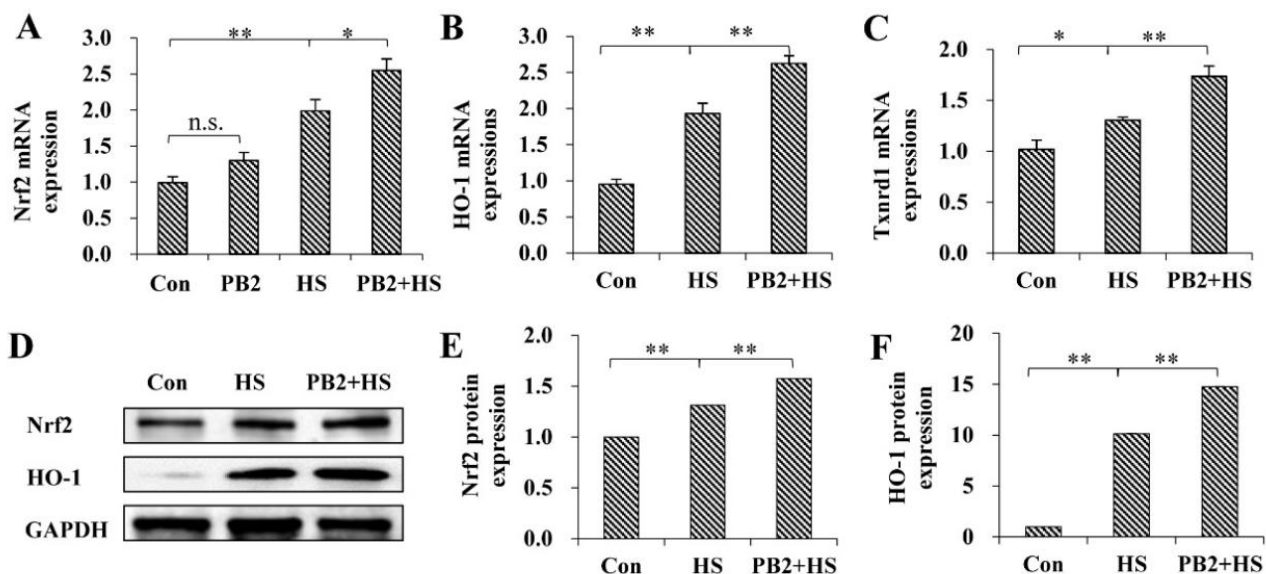 A
Nrf2 mRNA
expression
3.0
2.5
2.0
1.5
1.0
0.5
0.0
**
*
n.s.
Con PB2 HS PB2+HS
B
HO-1 mRNA
expressions
3.0
2.5
2.0
1.5
1.0
0.5
0.0
**
**
Con HS PB2+HS
C
Txnrd1 mRNA
expressions
2.0
1.5
1.0
0.5
0.0
*
**
Con HS PB2+HS
D
Con HS PB2+HS
Nrf2
HO-1
GAPDH
E
Nrf2 protein
expression
2.0
1.5
1.0
0.5
0.0
**
**
Con HS PB2+HS
F
HO-1 protein
expression
20
15
10
5
0
**
**
Con HS PB2+HS